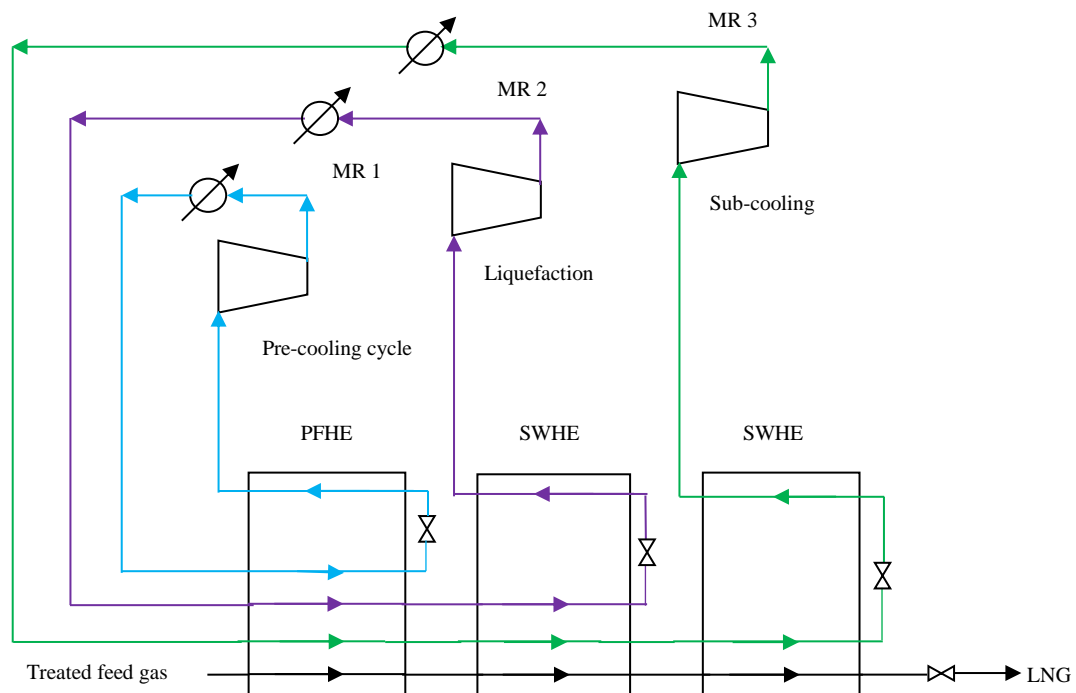 MR 3
MR 2
MR 1
Sub-cooling
Liquefaction
Pre-cooling cycle
PFHE
SWHE
SWHE
Treated feed gas
LNG